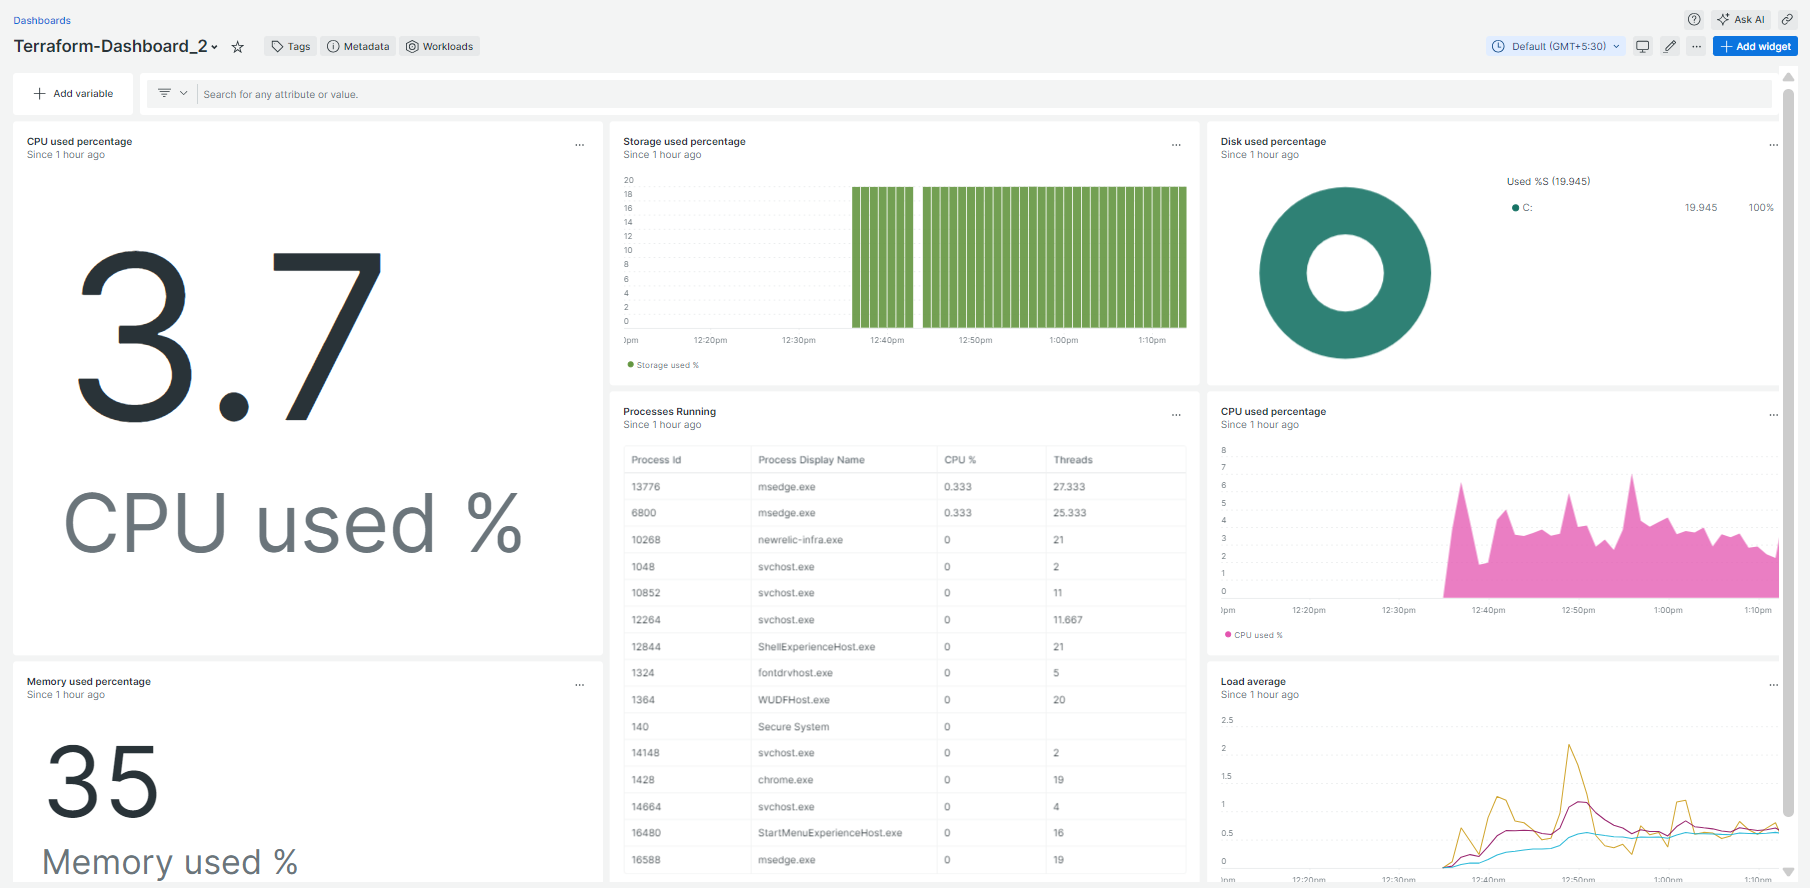 Dashboards
Ask AI
Terraform-Dashboard_2
Tags
Metadata
Workloads
Default (GMT+5:30)
Add widget
Add variable
Search for any attribute or value.
CPU used percentage
Since 1 hour ago
3.7
CPU used %
Memory used percentage
Since 1 hour ago
35
Memory used %
Storage used percentage
Since 1 hour ago
20
18
16
14
12
10
8
6
4
2
0
12:20pm 12:30pm 12:40pm 12:50pm 1:00pm 1:10pm
Storage used %
Processes Running
Since 1 hour ago
Process Id Process Display Name CPU % Threads
13776 msedge.exe 0.333 27.333
6800 msedge.exe 0.333 25.333
10268 newrelic-infra.exe 0 21
1048 svchost.exe 0 2
10852 svchost.exe 0 11
12264 svchost.exe 0 11.667
12844 ShellExperienceHost.exe 0 21
1324 fontdrvhost.exe 0 5
1364 WUDFHost.exe 0 20
140 Secure System 0
14148 svchost.exe 0 2
1428 chrome.exe 0 19
14664 svchost.exe 0 4
16480 StartMenuExperienceHost.exe 0 16
16588 msedge.exe 0 19
Disk used percentage
Since 1 hour ago
Used %S (19.945)
C: 19.945 100%
CPU used percentage
Since 1 hour ago
8
7
6
5
4
3
2
1
0
12:20pm 12:30pm 12:40pm 12:50pm 1:00pm 1:10pm
CPU used %
Load average
Since 1 hour ago
2.5
2
1.5
1
0.5
0
12:20pm 12:30pm 12:40pm 12:50pm 1:00pm 1:10pm